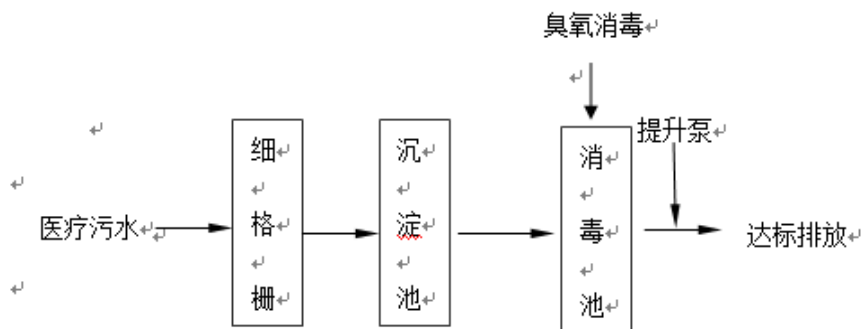 臭氧消毒
提升泵
医疗污水
细格栅
沉淀池
消毒池
达标排放